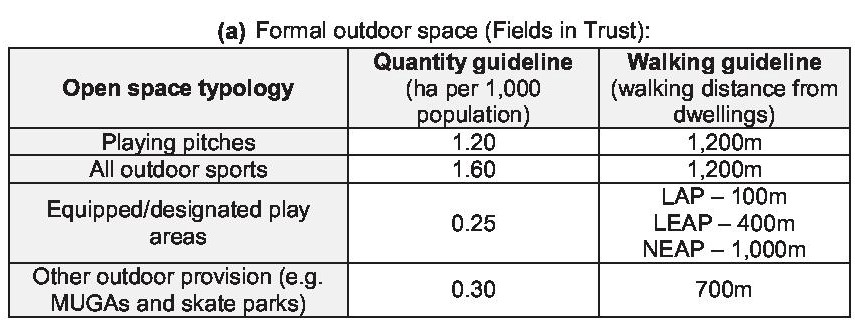 (a) Formal outdoor space (Fields in Trust):
Open space typology
Quantity guideline
(ha per 1,000
population)
Walking guideline
(walking distance from
dwellings)
Playing pitches
1.20
1,200m
All outdoor sports
1.60
1,200m
Equipped/designated play
areas
0.25
LAP – 100m
LEAP – 400m
NEAP – 1,000m
Other outdoor provision (e.g.
MUGAs and skate parks)
0.30
700m